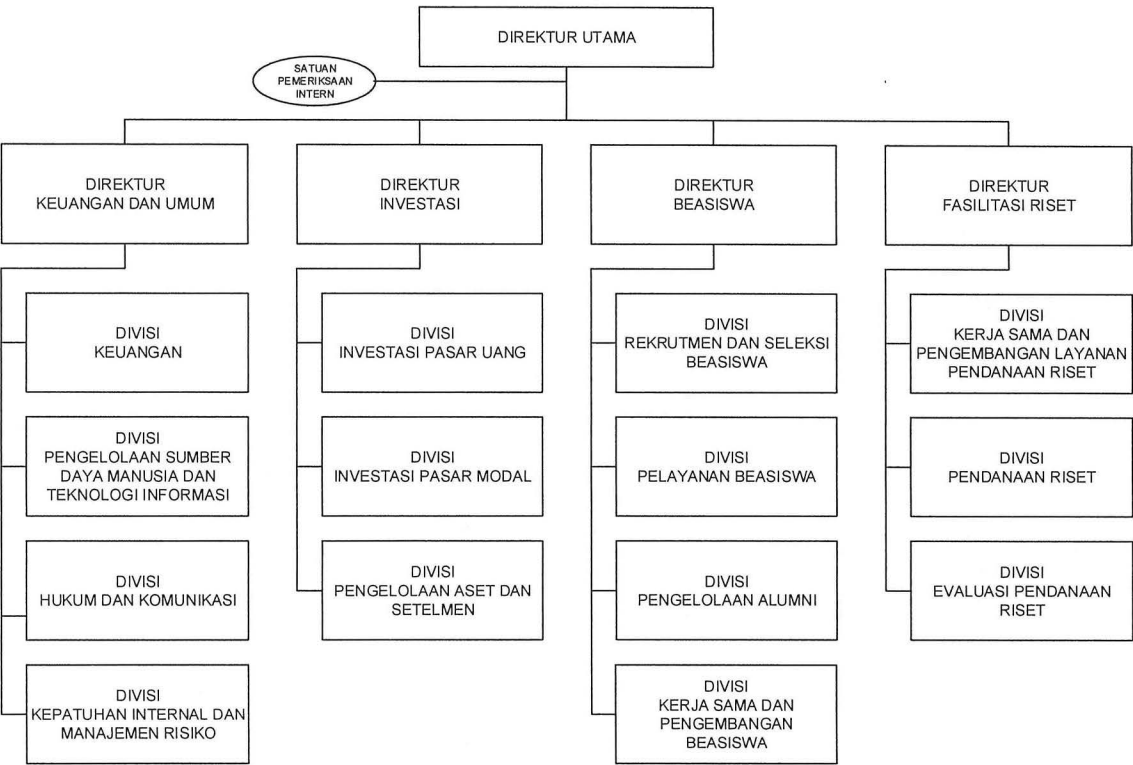 DIREKTUR UTAMA
SATUAN
PEMERIKSAAN
INTERN
DIREKTUR
KEUANGAN DAN UMUM
DIREKTUR
INVESTASI
DIREKTUR
BEASISWA
DIREKTUR
FASILITASI RISET
DIVISI
KEUANGAN
DIVISI
PENGELOLAAN SUMBER
DAYA MANUSIA DAN
TEKNOLOGI INFORMASI
DIVISI
HUKUM DAN KOMUNIKASI
DIVISI
KEPATUHAN INTERNAL DAN
MANAJEMEN RISIKO
DIVISI
INVESTASI PASAR UANG
DIVISI
INVESTASI PASAR MODAL
DIVISI
PENGELOLAAN ASET DAN
SETELMEN
DIVISI
REKRUTMEN DAN SELEKSI
BEASISWA
DIVISI
PELAYANAN BEASISWA
DIVISI
PENGELOLAAN ALUMNI
DIVISI
KERJA SAMA DAN
PENGEMBANGAN
BEASISWA
DIVISI
KERJA SAMA DAN
PENGEMBANGAN LAYANAN
PENDANAAN RISET
DIVISI
PENDANAAN RISET
DIVISI
EVALUASI PENDANAAN
RISET